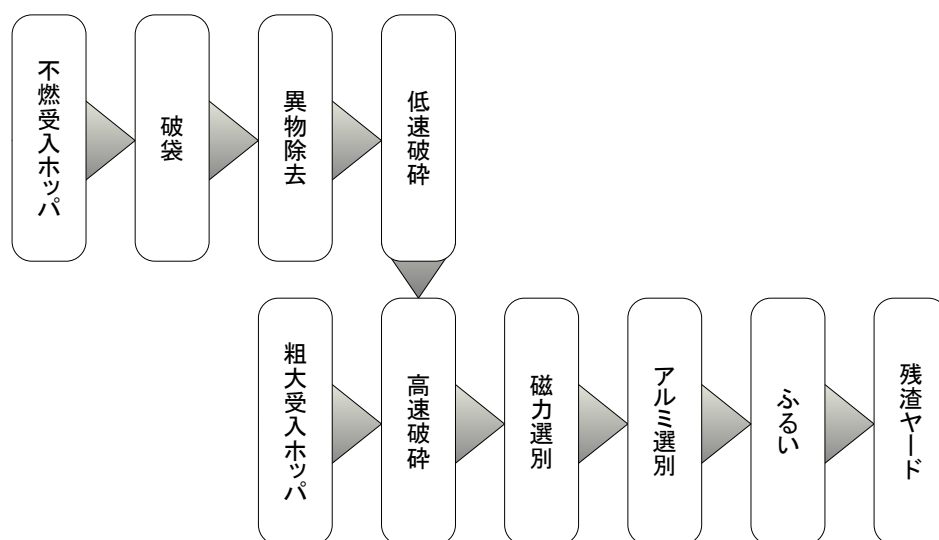 不燃受入ホッパ
破袋
異物除去
低速破砕
粗大受入ホッパ
高速破砕
磁力選別
アルミ選別
ふるい
残渣ヤード